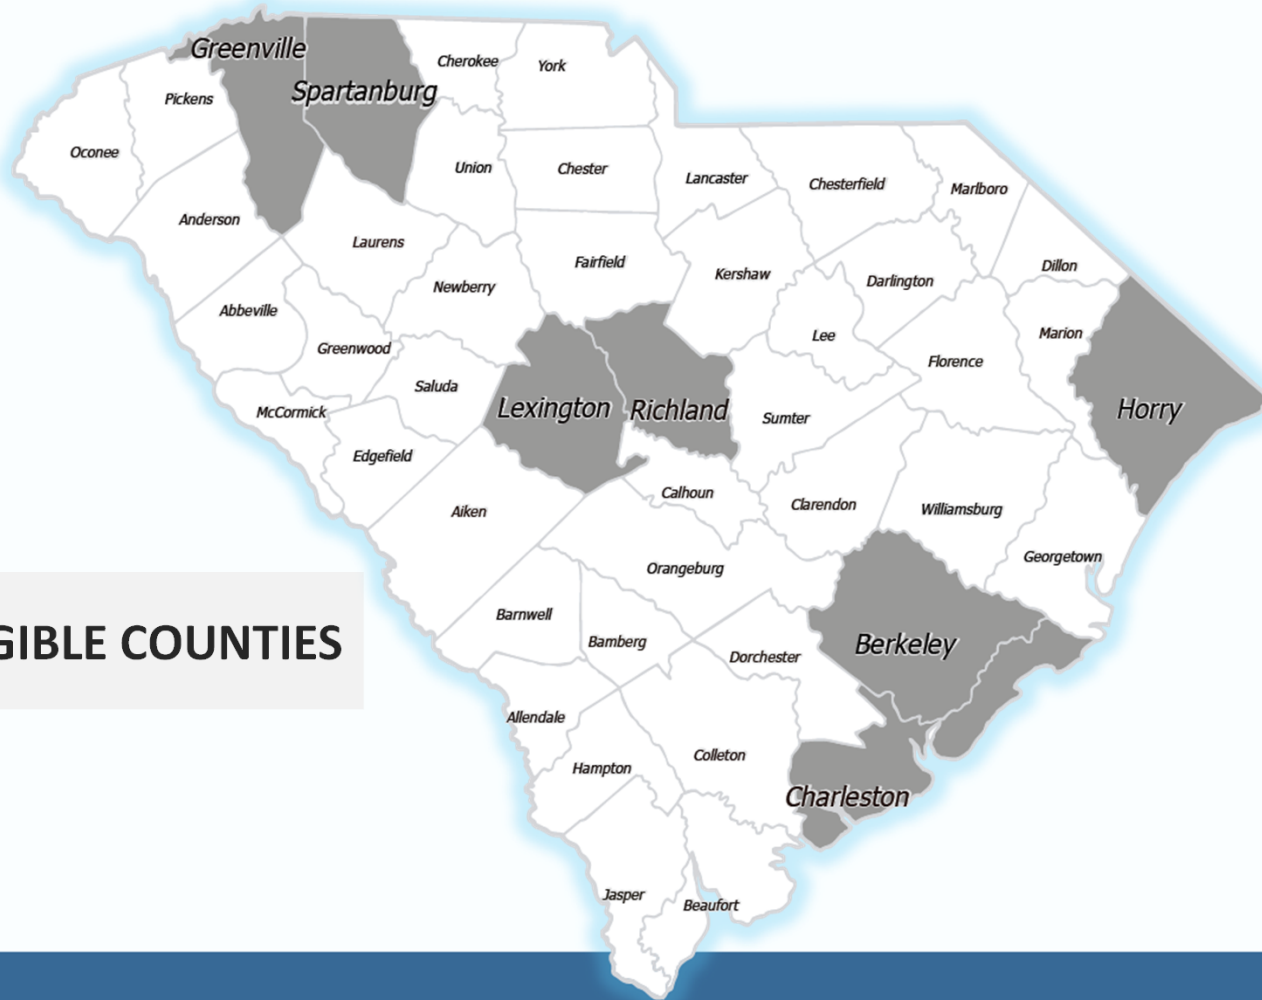 Greenville
Spartanburg
Cherokee
York
Pickens
Oconee
Union
Chester
Lancaster
Chesterfield
Marlboro
Anderson
Laurens
Fairfield
Kershaw
Darlington
Dillon
Newberry
Abbeville
Greenwood
Lee
Marion
Florence
Saluda
McCormick
Lexington
Richland
Sumter
Horry
Edgefield
Aiken
Calhoun
Clarendon
Williamsburg
Georgetown
Orangeburg
Barnwell
Bamberg
Dorchester
Berkeley
GIBLE COUNTIES
Allendale
Hampton
Colleton
Charleston
Jasper
Beaufort